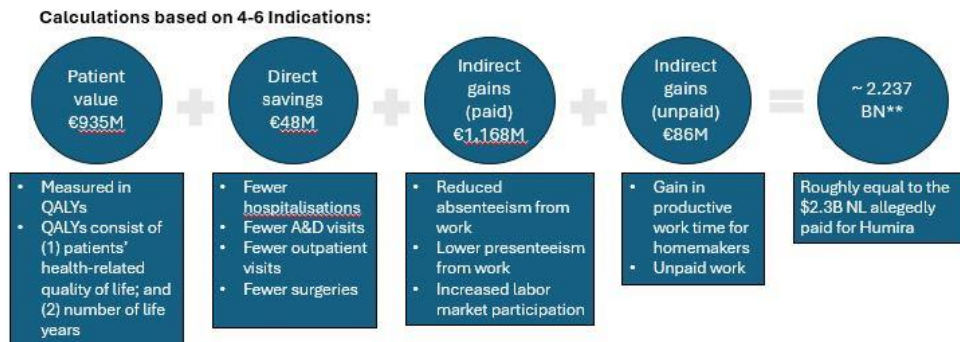 Calculations based on 4-6 Indications:
Patient
value
€935M
Direct
savings
€48M
Indirect
gains
(paid)
€1,168M
Indirect
gains
(unpaid)
€86M
~ 2.237
BN**
• Measured in
QALYs
• QALYs consist of
(1) patients'
health-related
quality of life; and
(2) number of life
years
• Fewer
hospitalisations
• Fewer A&D visits
• Fewer outpatient
visits
• Fewer surgeries
• Reduced
absenteeism from
work
• Lower presenteeism
from work
• Increased labor
market participation
• Gain in
productive
work time for
homemakers
• Unpaid work
Roughly equal to the
$2.3B NL allegedly
paid for Humira